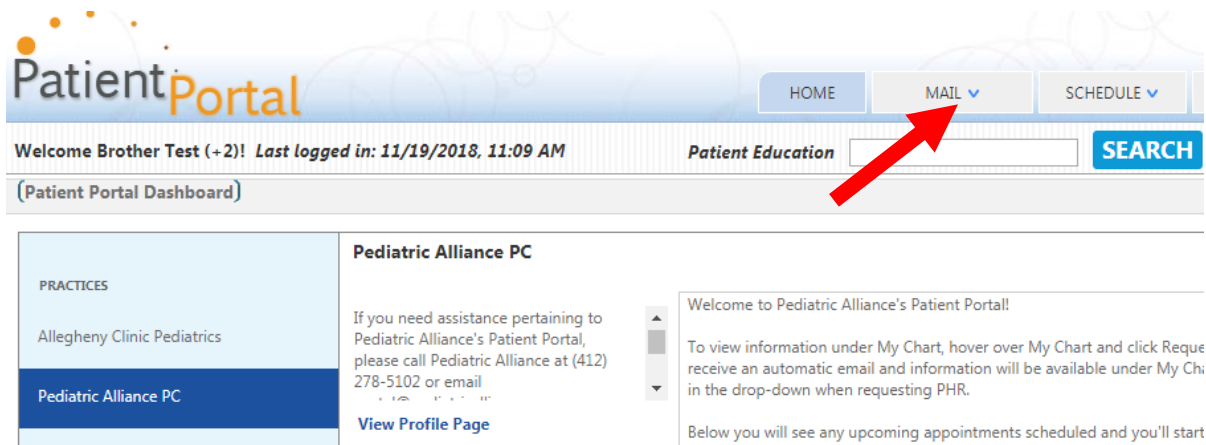 Patient Portal
HOME
MAIL
SCHEDULE
Welcome Brother Test (+2)! Last logged in: 11/19/2018, 11:09 AM
Patient Education
SEARCH
(Patient Portal Dashboard)
PRACTICES
Allegheny Clinic Pediatrics
Pediatric Alliance PC
Pediatric Alliance PC
If you need assistance pertaining to
Pediatric Alliance's Patient Portal,
please call Pediatric Alliance at (412)
278-5102 or email
View Profile Page
Welcome to Pediatric Alliance's Patient Portal!
To view information under My Chart, hover over My Chart and click Reque
receive an automatic email and information will be available under My Cha
in the drop-down when requesting PHR.
Below you will see any upcoming appointments scheduled and you'll start